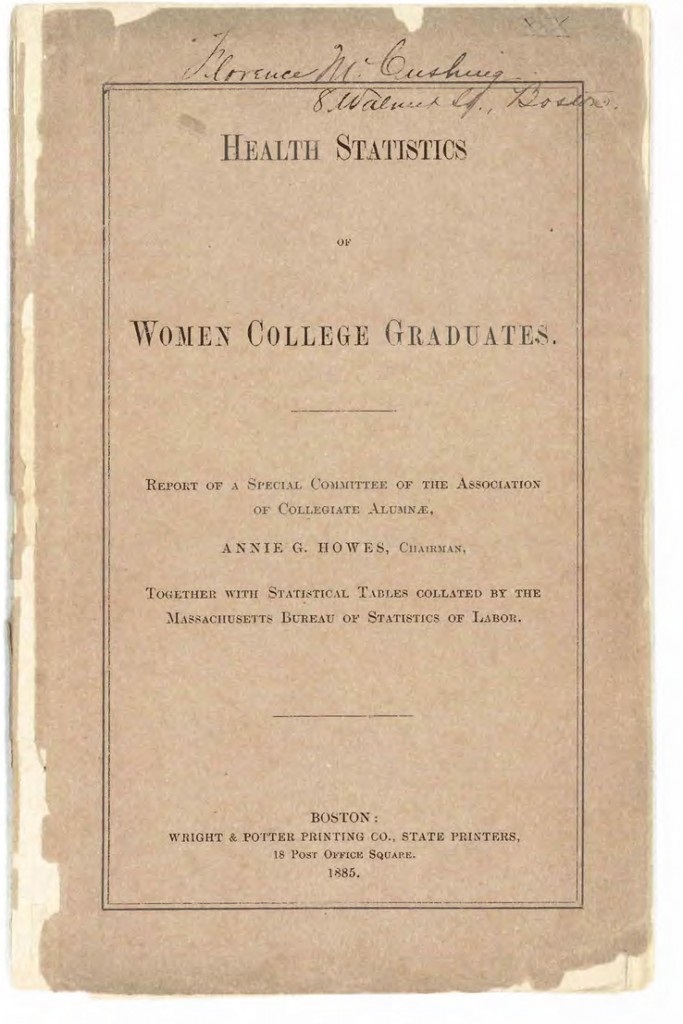 Florence M. Cushing
8 Walnut St., Boston.
HEALTH STATISTICS
OF
WOMEN COLLEGE GRADUATES.
REPORT OF A SPECIAL COMMITTEE OF THE ASSOCIATION
OF COLLEGIATE ALUMNÆ,
ANNIE G. HOWES, CHAIRMAN,
TOGETHER WITH STATISTICAL TABLES COLLATED BY THE
MASSACHUSETTS BUREAU OF STATISTICS OF LABOR.
BOSTON:
WRIGHT & POTTER PRINTING CO., STATE PRINTERS,
18 POST OFFICE SQUARE.
1885.